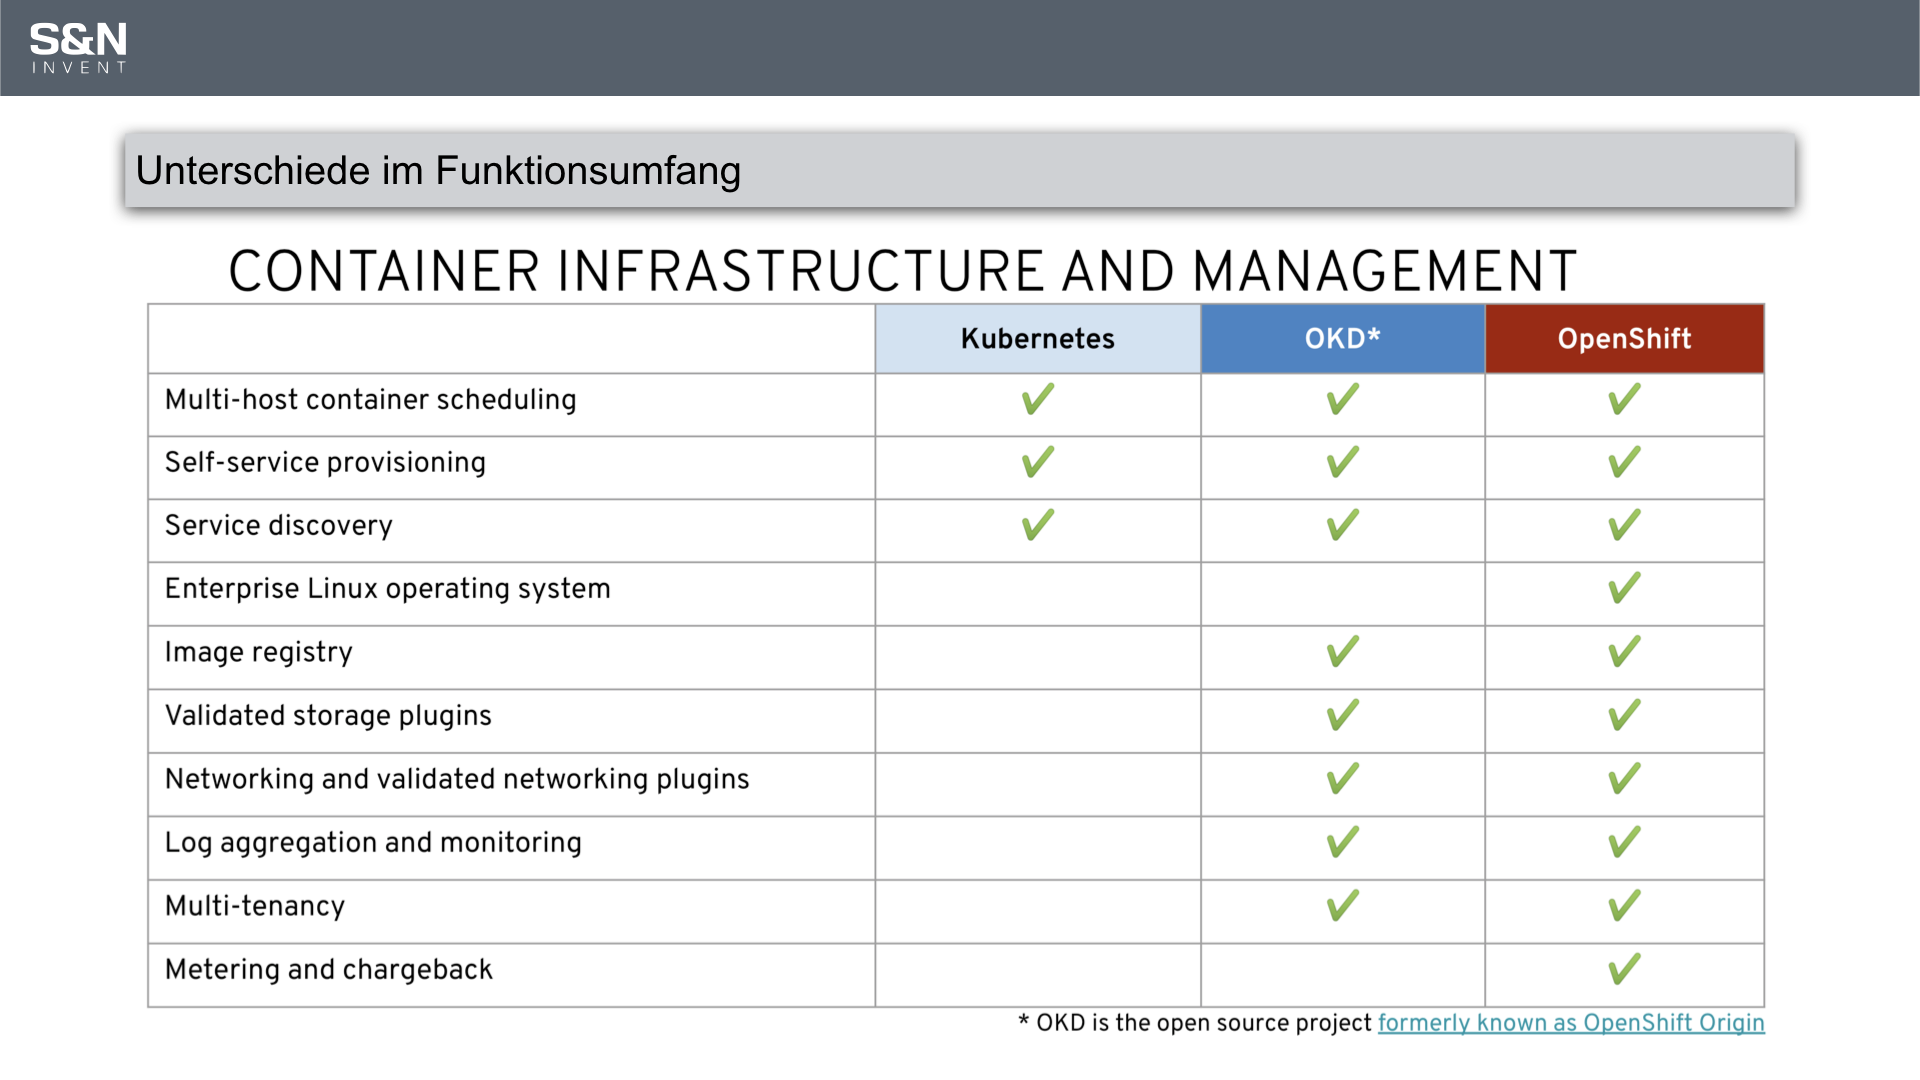 S&N
INVENT
Unterschiede im Funktionsumfang
CONTAINER INFRASTRUCTURE AND MANAGEMENT
Kubernetes OKD* OpenShift
Multi-host container scheduling ✔ ✔ ✔
Self-service provisioning ✔ ✔ ✔
Service discovery ✔ ✔ ✔
Enterprise Linux operating system ✔
Image registry ✔ ✔
Validated storage plugins ✔ ✔
Networking and validated networking plugins ✔ ✔
Log aggregation and monitoring ✔ ✔
Multi-tenancy ✔ ✔
Metering and chargeback ✔
* OKD is the open source project formerly known as OpenShift Origin